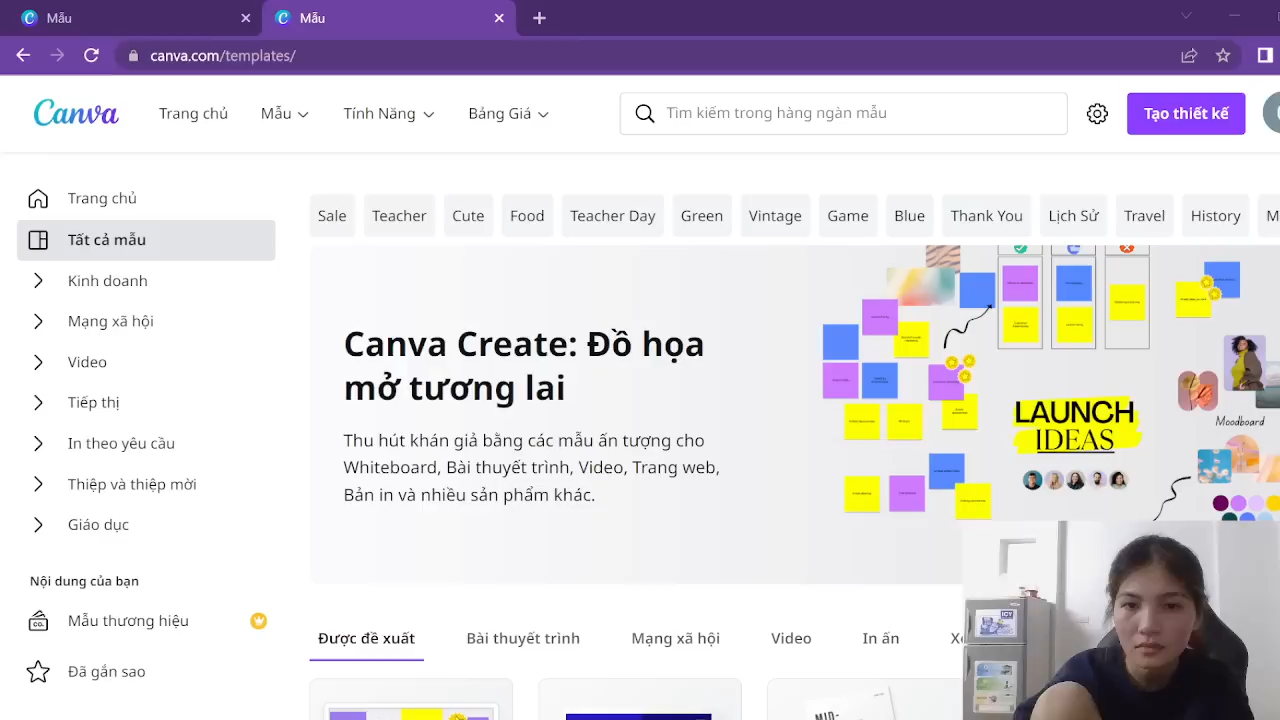 Mẫu
Mẫu
canva.com/templates/
Canva
Trang chủ
Mẫu
Tính Năng
Bảng Giá
Tìm kiếm trong hàng ngàn mẫu
Tạo thiết kế
Trang chủ
Tất cả mẫu
Kinh doanh
Mạng xã hội
Video
Tiếp thị
In theo yêu cầu
Thiệp và thiệp mời
Giáo dục
Nội dung của bạn
Mẫu thương hiệu
Đã gắn sao
Sale
Teacher
Cute
Food
Teacher Day
Green
Vintage
Game
Blue
Thank You
Lịch Sử
Travel
History
M
Canva Create: Đồ họa
mở tương lai
Thu hút khán giả bằng các mẫu ấn tượng cho
Whiteboard, Bài thuyết trình, Video, Trang web,
Bản in và nhiều sản phẩm khác.
LAUNCH
IDEAS
Moodboard
Được đề xuất
Bài thuyết trình
Mạng xã hội
Video
In ấn
MID-